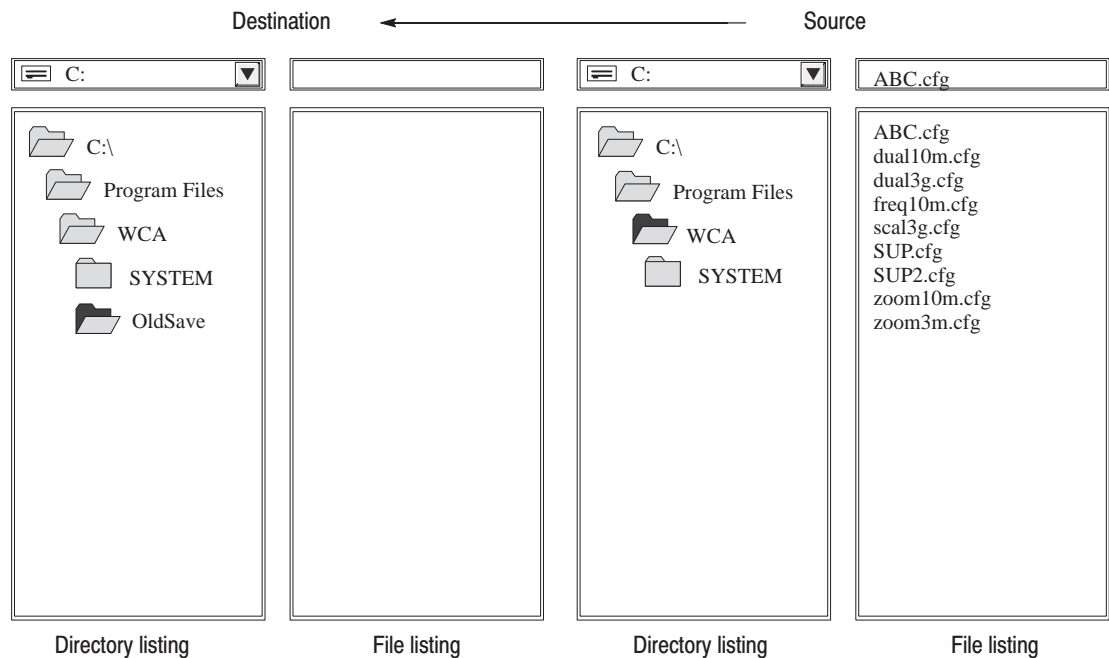 Destination
Source
C:
C:
ABC.cfg
C:\
Program Files
WCA
SYSTEM
OldSave
C:\
Program Files
WCA
SYSTEM
ABC.cfg
dual10m.cfg
dual3g.cfg
freq10m.cfg
scal3g.cfg
SUP.cfg
SUP2.cfg
zoom10m.cfg
zoom3m.cfg
Directory listing
File listing
Directory listing
File listing